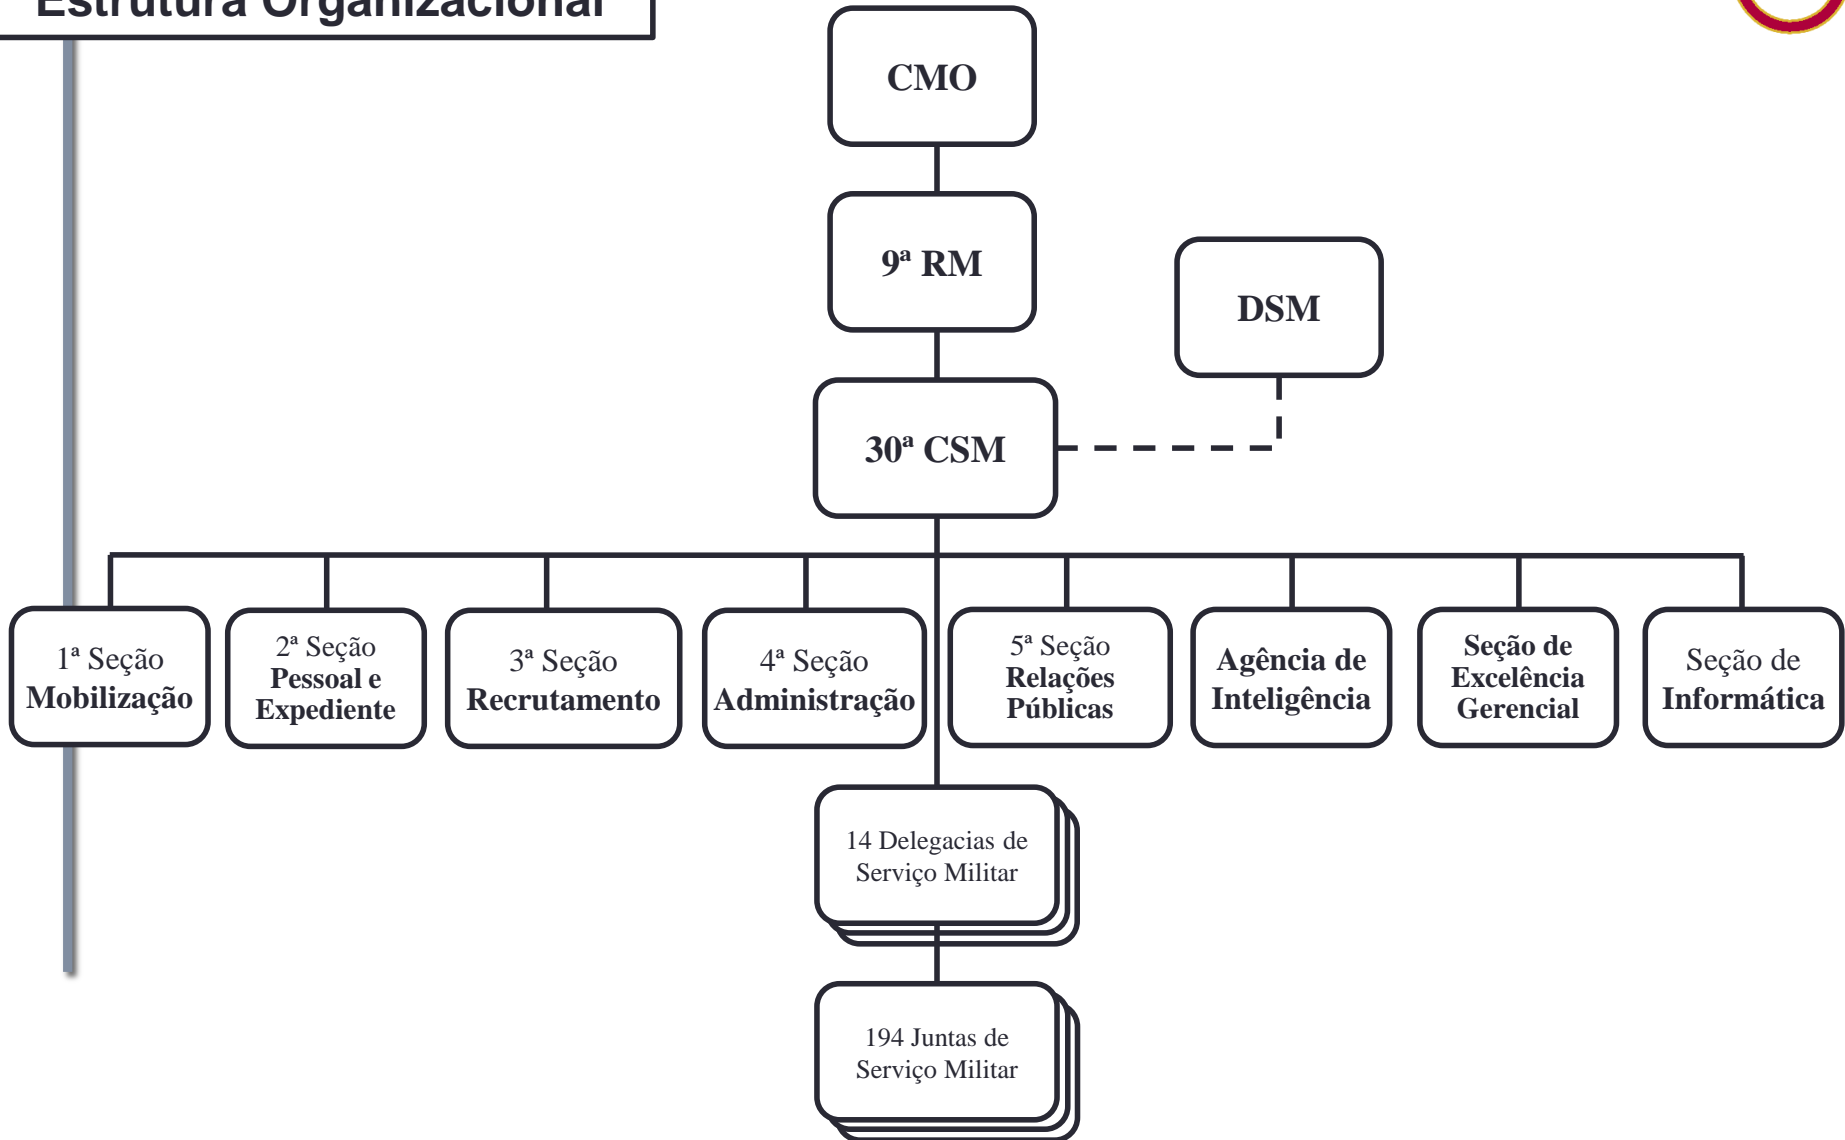 Estrutura Organizacional
CMO
9ª RM
DSM
30ª CSM
1ª Seção
Mobilização
2ª Seção
Pessoal e
Expediente
3ª Seção
Recrutamento
4ª Seção
Administração
5ª Seção
Relações
Públicas
Agência de
Inteligência
Seção de
Excelência
Gerencial
Seção de
Informática
14 Delegacias de
Serviço Militar
194 Juntas de
Serviço Militar